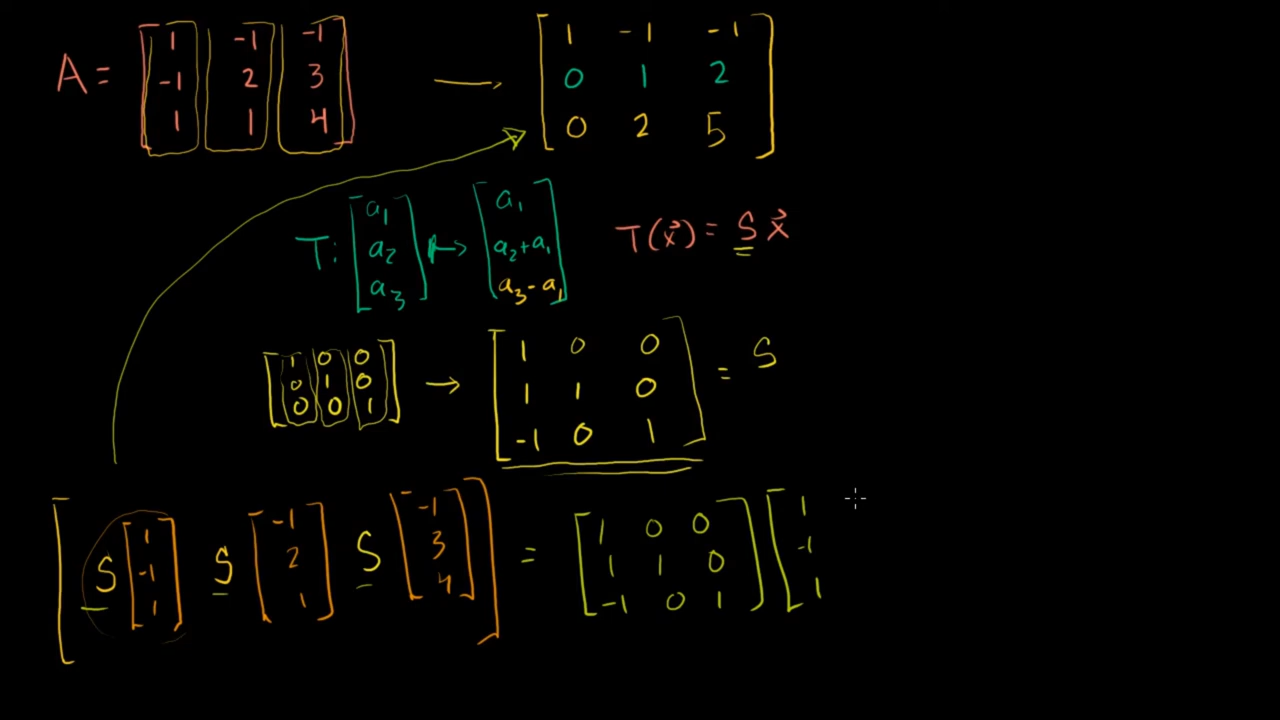 A = [ 1 -1 -1 ] — [ 1 -1 -1 ]
-1 2 3 0 1 2
1 1 4 0 2 5
T: [ a₁ a₂ a₃ ] ↦ [ a₁ a₂+a₁ a₃-a₁ ] T(x⃗) = S x⃗
[ 1 0 0 ] → [ 1 0 0 ] = S
0 1 0 1 1 0
0 0 1 -1 0 1
[ S [ 1 -1 1 ] S [ -1 2 1 ] S [ -1 3 4 ] ] = [ 1 0 0 ] [ 1
1 1 0 -1
-1 0 1 1